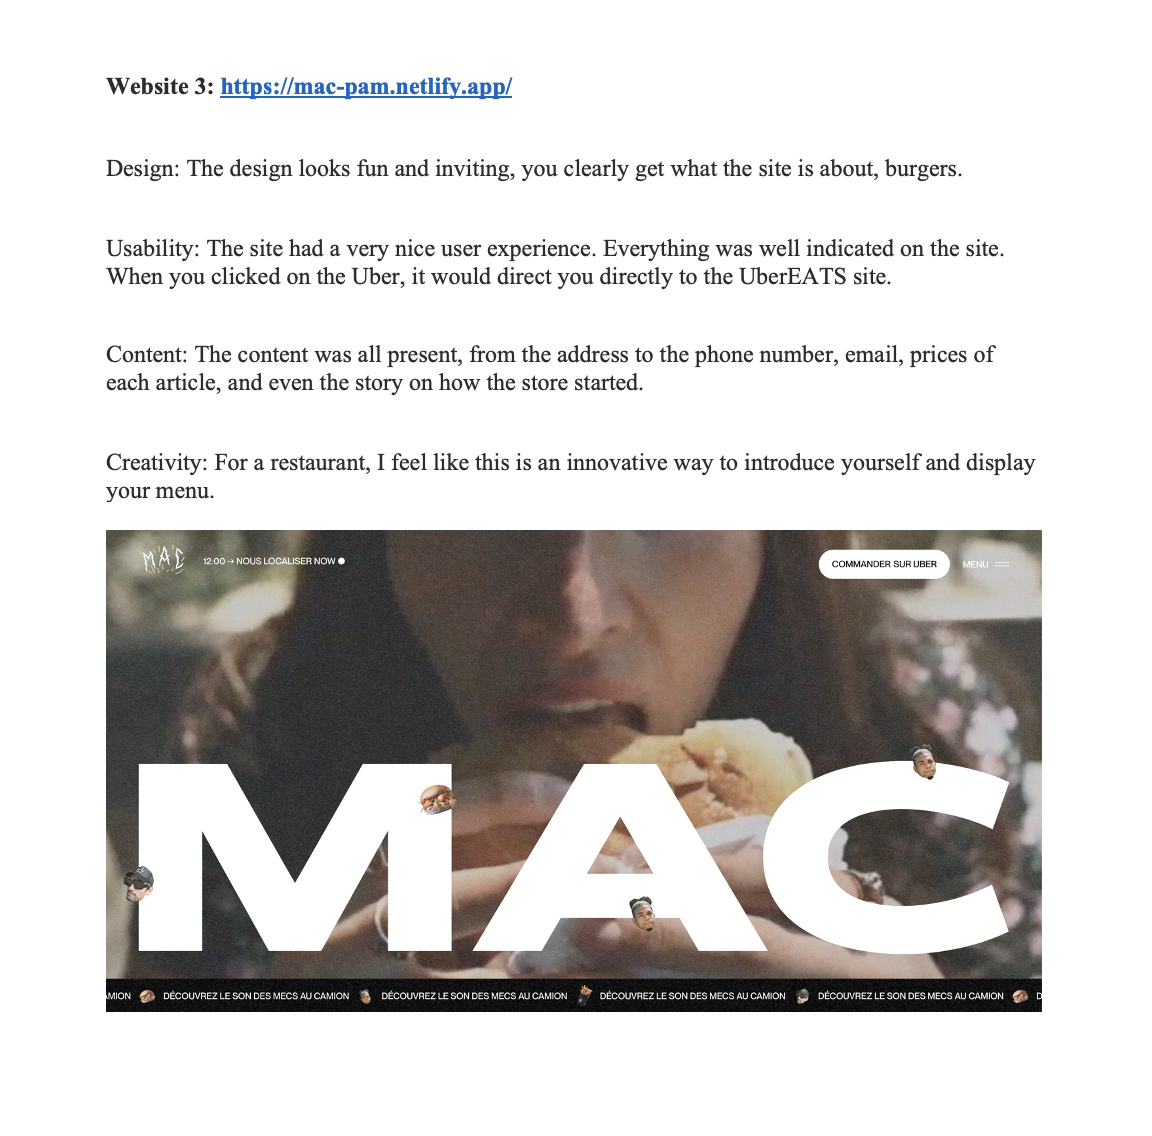 Website 3: https://mac-pam.netlify.app/
Design: The design looks fun and inviting, you clearly get what the site is about, burgers.
Usability: The site had a very nice user experience. Everything was well indicated on the site.
When you clicked on the Uber, it would direct you directly to the UberEATS site.
Content: The content was all present, from the address to the phone number, email, prices of
each article, and even the story on how the store started.
Creativity: For a restaurant, I feel like this is an innovative way to introduce yourself and display
your menu.
MAC 12:00 → NOUS LOCALISER NOW COMMANDER SUR UBER MENU
MAC
AMION DÉCOUVREZ LE SON DES MECS AU CAMION DÉCOUVREZ LE SON DES MECS AU CAMION DÉCOUVREZ LE SON DES MECS AU CAMION DÉCOUVREZ LE SON DES MECS AU CAMION D